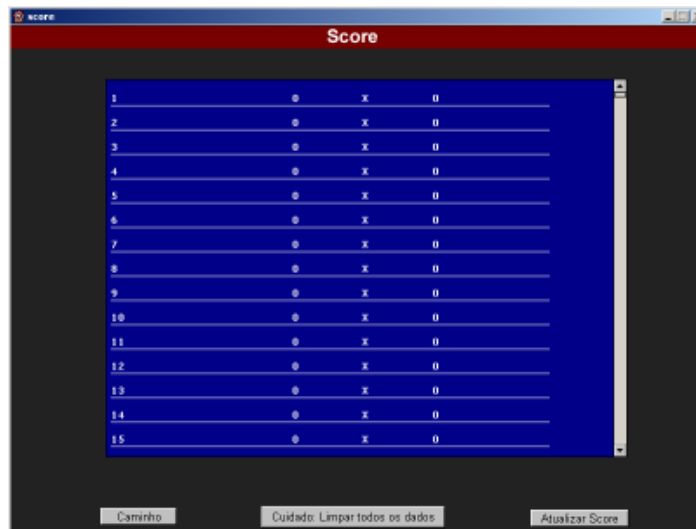 score
Score
1 0 X 0
2 0 X 0
3 0 X 0
4 0 X 0
5 0 X 0
6 0 X 0
7 0 X 0
8 0 X 0
9 0 X 0
10 0 X 0
11 0 X 0
12 0 X 0
13 0 X 0
14 0 X 0
15 0 X 0
Caminho Cuidado: Limpar todos os dados Atualizar Score